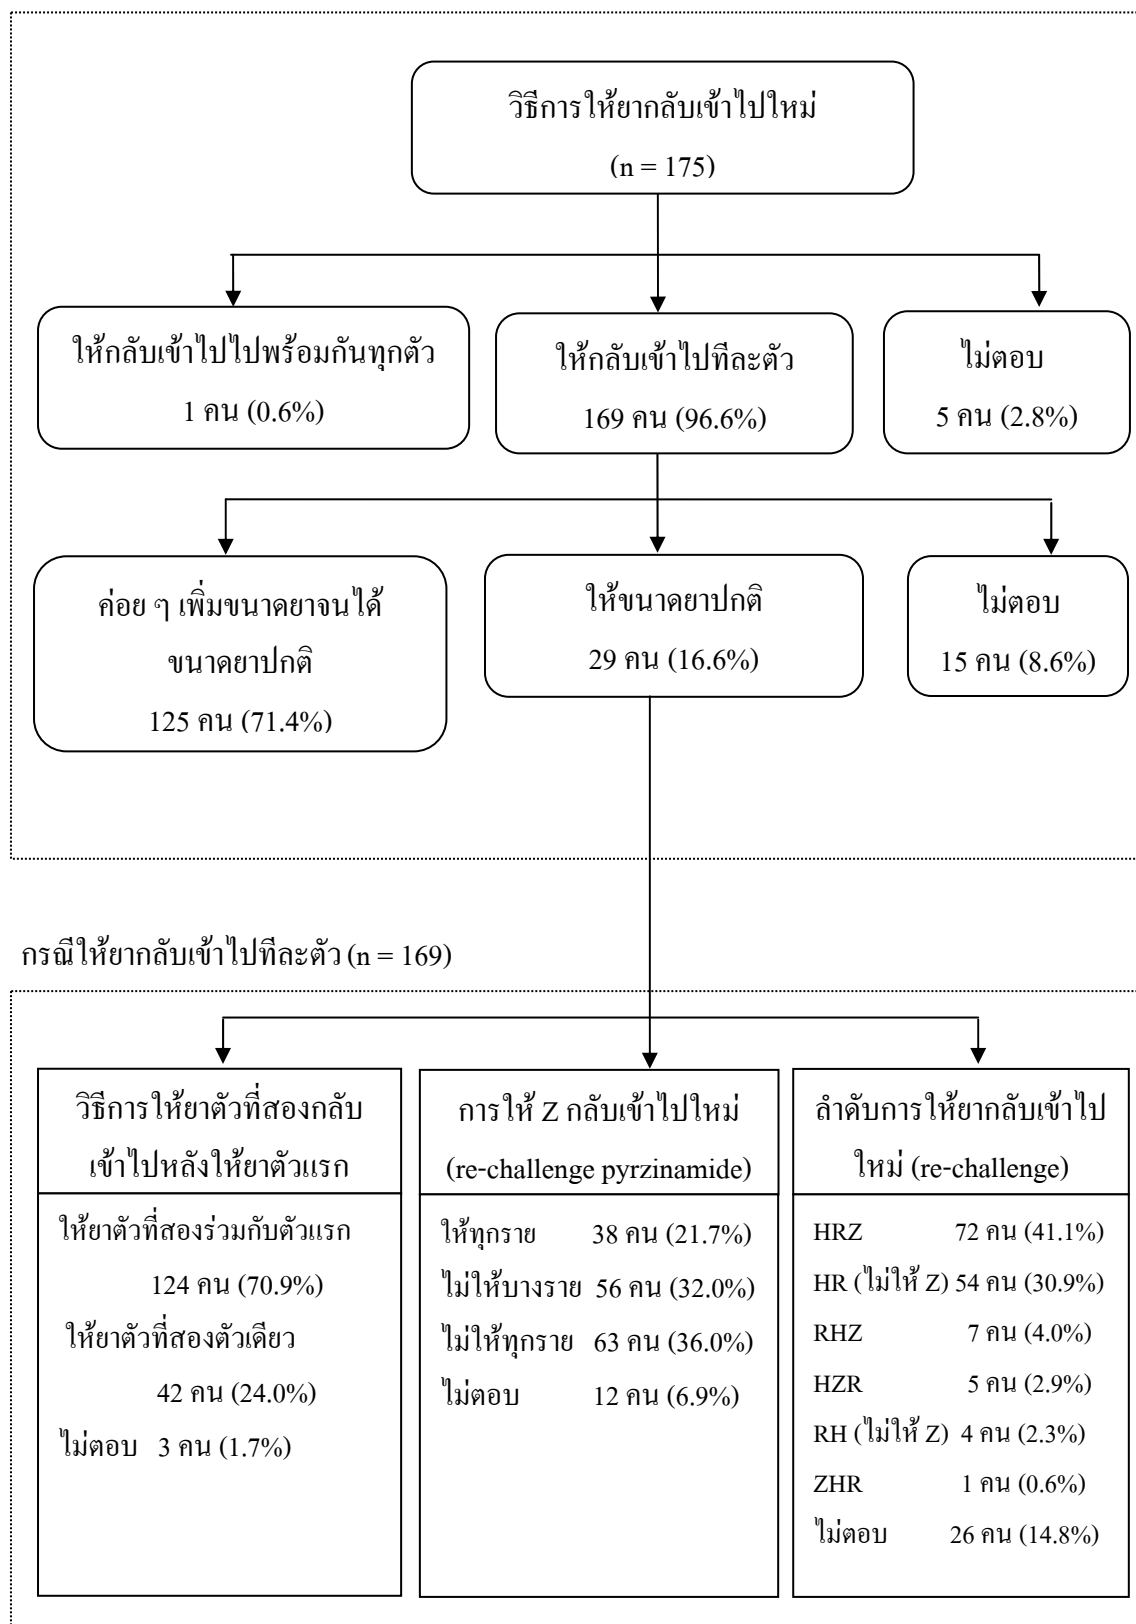 วิธีการให้ยากลับเข้าไปใหม่
(n = 175)
ให้กลับเข้าไปไปพร้อมกันทุกตัว
1 คน (0.6%)
ให้กลับเข้าไปทีละตัว
169 คน (96.6%)
ไม่ตอบ
5 คน (2.8%)
ค่อย ๆ เพิ่มขนาดยาจนได้
ขนาดยาปกติ
125 คน (71.4%)
ให้ขนาดยาปกติ
29 คน (16.6%)
ไม่ตอบ
15 คน (8.6%)
กรณีให้ยากลับเข้าไปทีละตัว (n = 169)
วิธีการให้ยาตัวที่สองกลับ
เข้าไปหลังให้ยาตัวแรก
ให้ยาตัวที่สองร่วมกับตัวแรก
124 คน (70.9%)
ให้ยาตัวที่สองตัวเดียว
42 คน (24.0%)
ไม่ตอบ 3 คน (1.7%)
การให้ Z กลับเข้าไปใหม่
(re-challenge pyrzinamide)
ให้ทุกราย 38 คน (21.7%)
ไม่ให้บางราย 56 คน (32.0%)
ไม่ให้ทุกราย 63 คน (36.0%)
ไม่ตอบ 12 คน (6.9%)
ลำดับการให้ยากลับเข้าไป
ใหม่ (re-challenge)
HRZ 72 คน (41.1%)
HR (ไม่ให้ Z) 54 คน (30.9%)
RHZ 7 คน (4.0%)
HZR 5 คน (2.9%)
RH (ไม่ให้ Z) 4 คน (2.3%)
ZHR 1 คน (0.6%)
ไม่ตอบ 26 คน (14.8%)